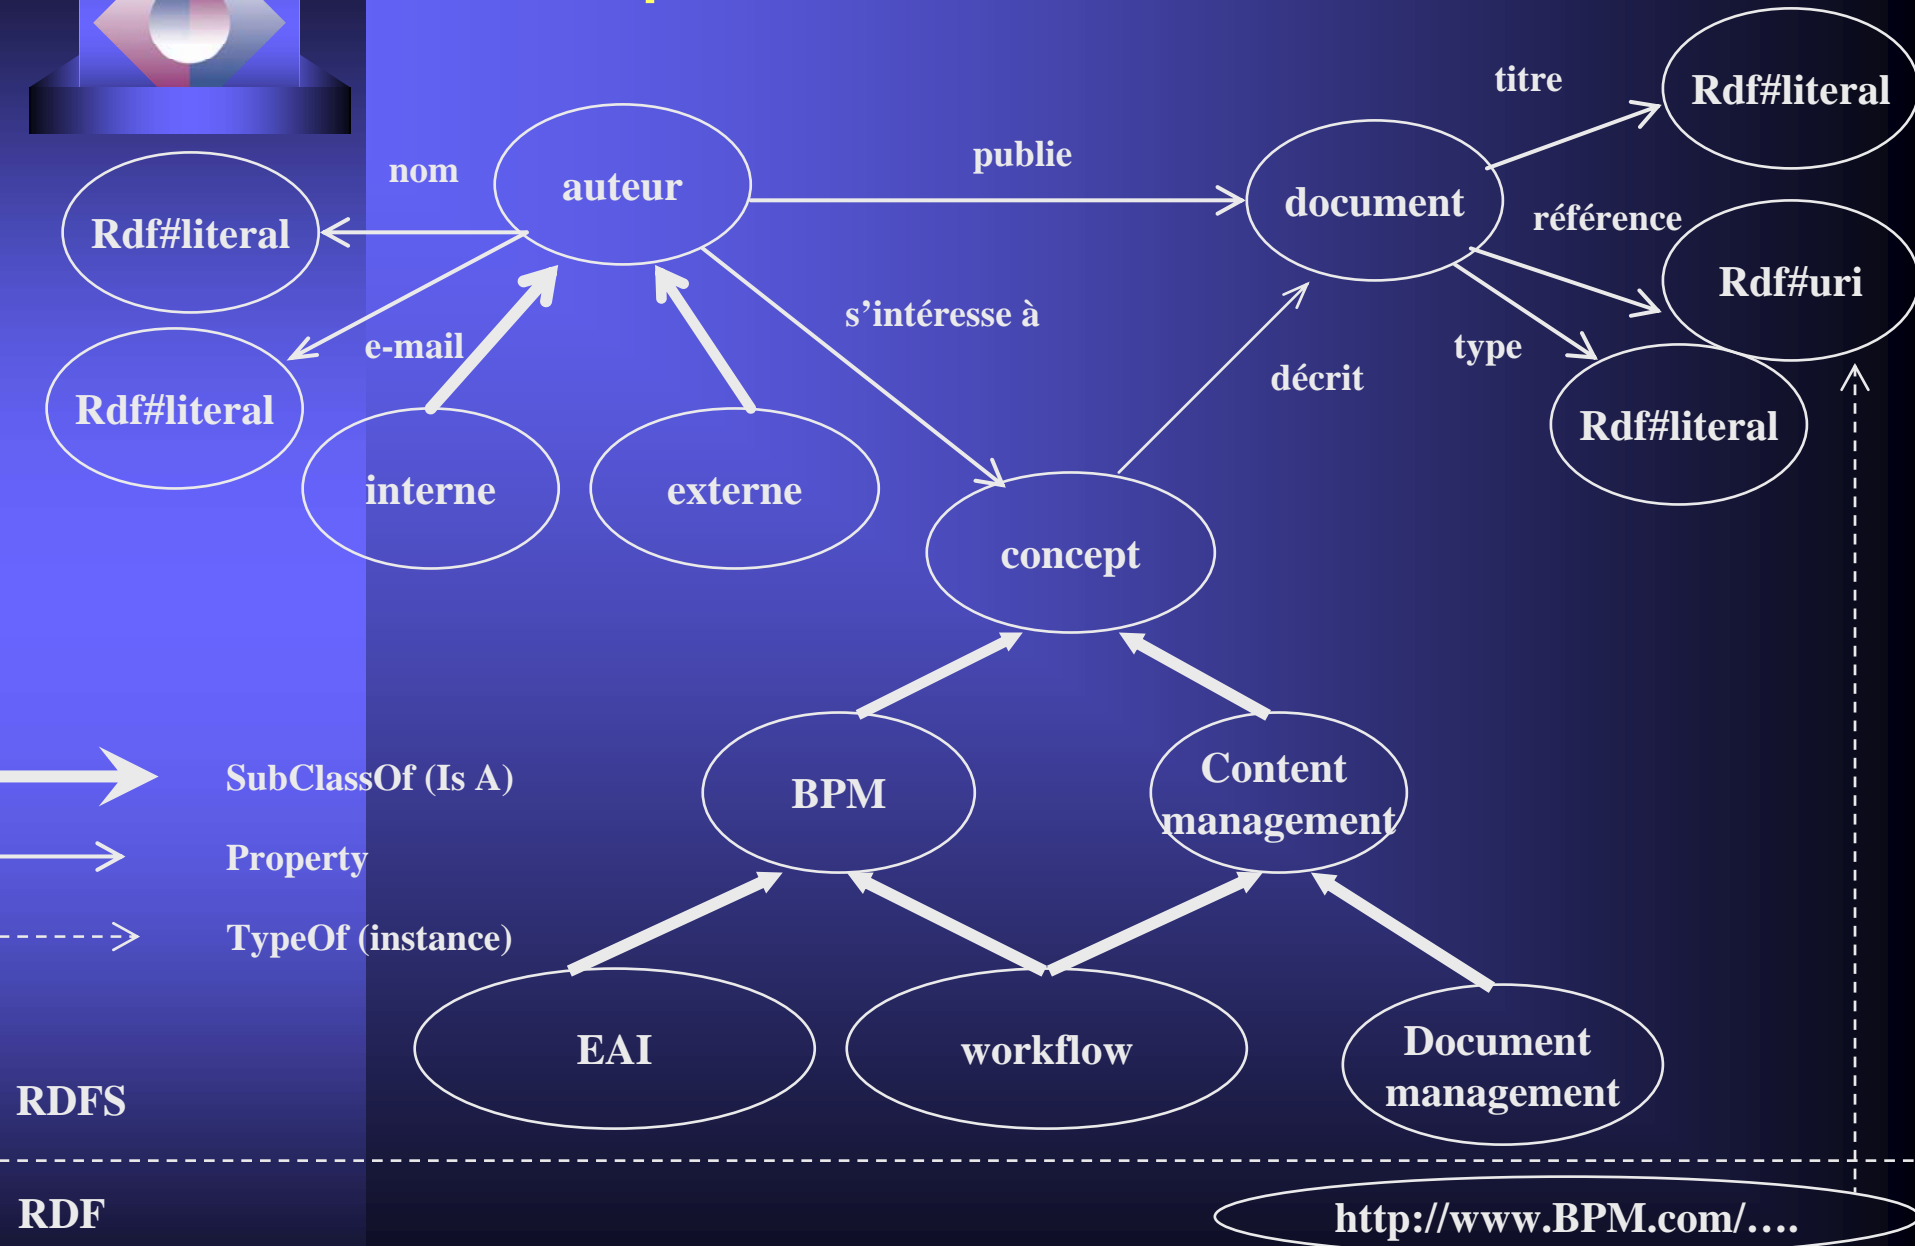 titre
Rdf#literal
publie
nom
auteur
document
référence
Rdf#literal
Rdf#uri
s’intéresse à
e-mail
type
décrit
Rdf#literal
Rdf#literal
interne
externe
concept
SubClassOf (Is A)
BPM
Content
management
Property
TypeOf (instance)
EAI
workflow
Document
management
RDFS
RDF
http://www.BPM.com/….